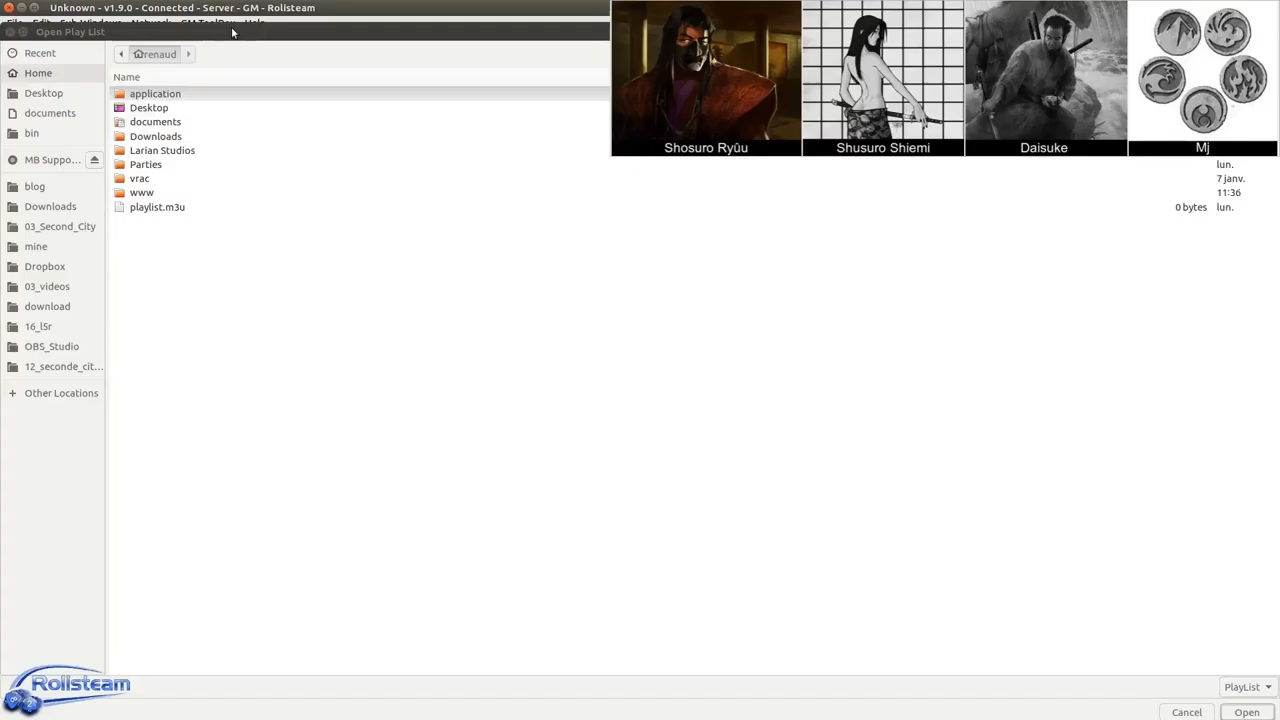 Unknown - v1.9.0 - Connected - Server - GM - Rollsteam
Open Play List
Recent
Home
Desktop
documents
bin
MB Suppo...
blog
Downloads
03_Second_City
mine
Dropbox
03_videos
download
16_l5r
OBS_Studio
12_seconde_cit...
Other Locations
renaud
Name
application
Desktop
documents
Downloads
Larian Studios
Parties
vrac
www
playlist.m3u
Shosuro Ryûu
Shusuro Shiemi
Daisuke
Mj
lun.
7 janv.
11:36
0 bytes lun.
Rollsteam
PlayList
Cancel
Open